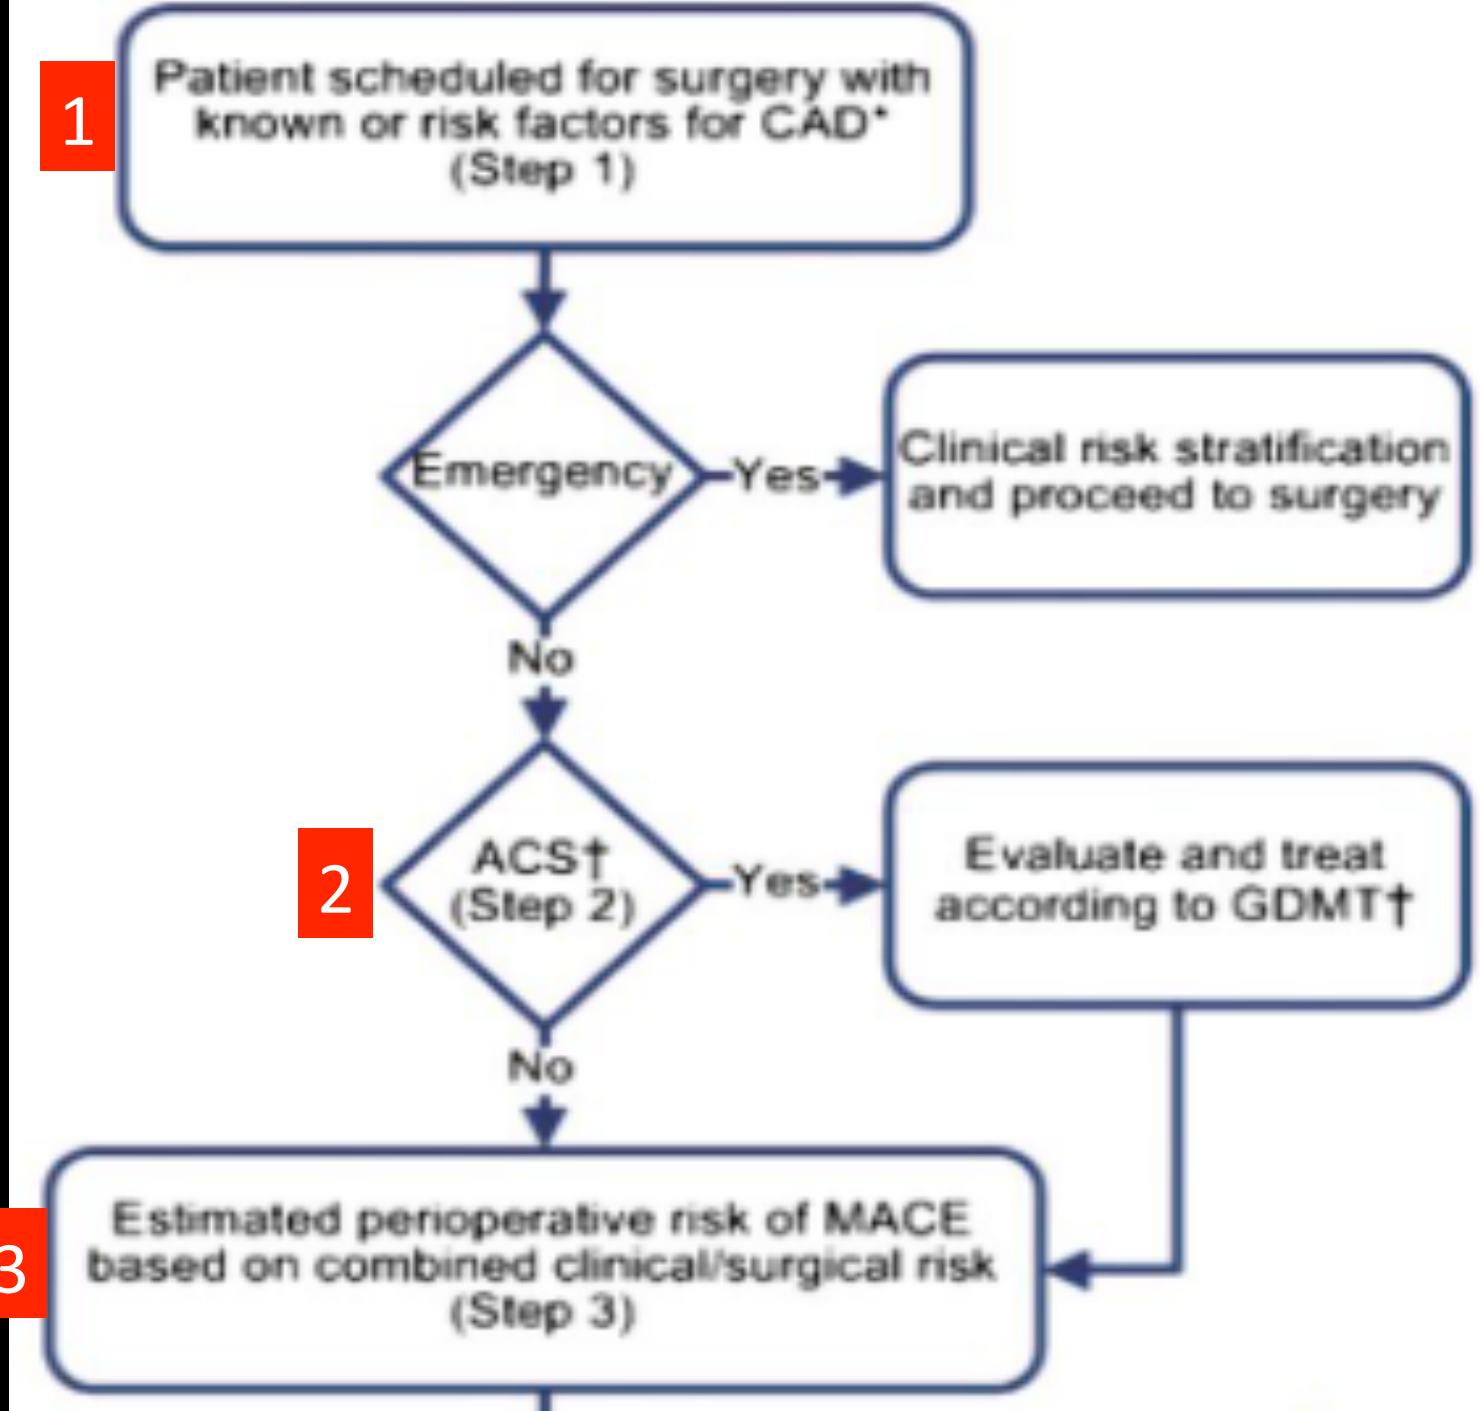 1
Patient scheduled for surgery with
known or risk factors for CAD*
(Step 1)
Emergency
Yes
Clinical risk stratification
and proceed to surgery
No
2
ACS†
(Step 2)
Yes
Evaluate and treat
according to GDMT†
No
3
Estimated perioperative risk of MACE
based on combined clinical/surgical risk
(Step 3)